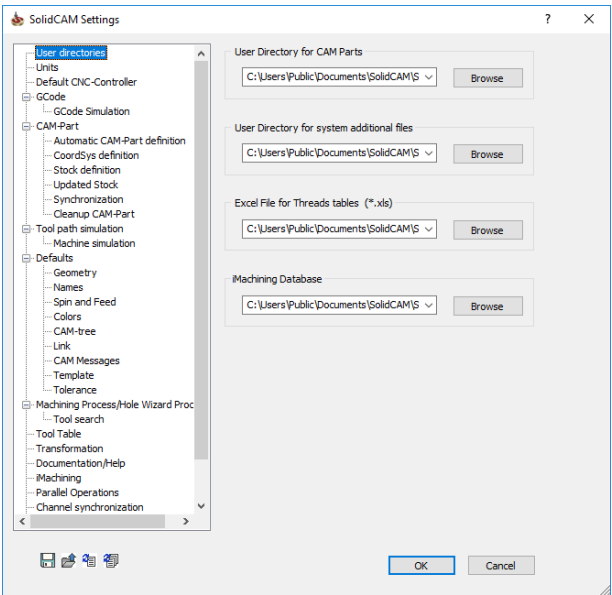 SolidCAM Settings
User directories
Units
Default CNC-Controller
GCode
GCode Simulation
CAM-Part
Automatic CAM-Part definition
CoordSys definition
Stock definition
Updated Stock
Synchronization
Cleanup CAM-Part
Tool path simulation
Machine simulation
Defaults
Geometry
Names
Spin and Feed
Colors
CAM-tree
Link
CAM Messages
Template
Tolerance
Machining Process/Hole Wizard Proc
Tool search
Tool Table
Transformation
Documentation/Help
iMachining
Parallel Operations
Channel synchronization
User Directory for CAM Parts
C:\Users\Public\Documents\SolidCAM\S
Browse
User Directory for system additional files
C:\Users\Public\Documents\SolidCAM\S
Browse
Excel File for Threads tables (*.xls)
C:\Users\Public\Documents\SolidCAM\S
Browse
iMachining Database
C:\Users\Public\Documents\SolidCAM\S
Browse
OK
Cancel